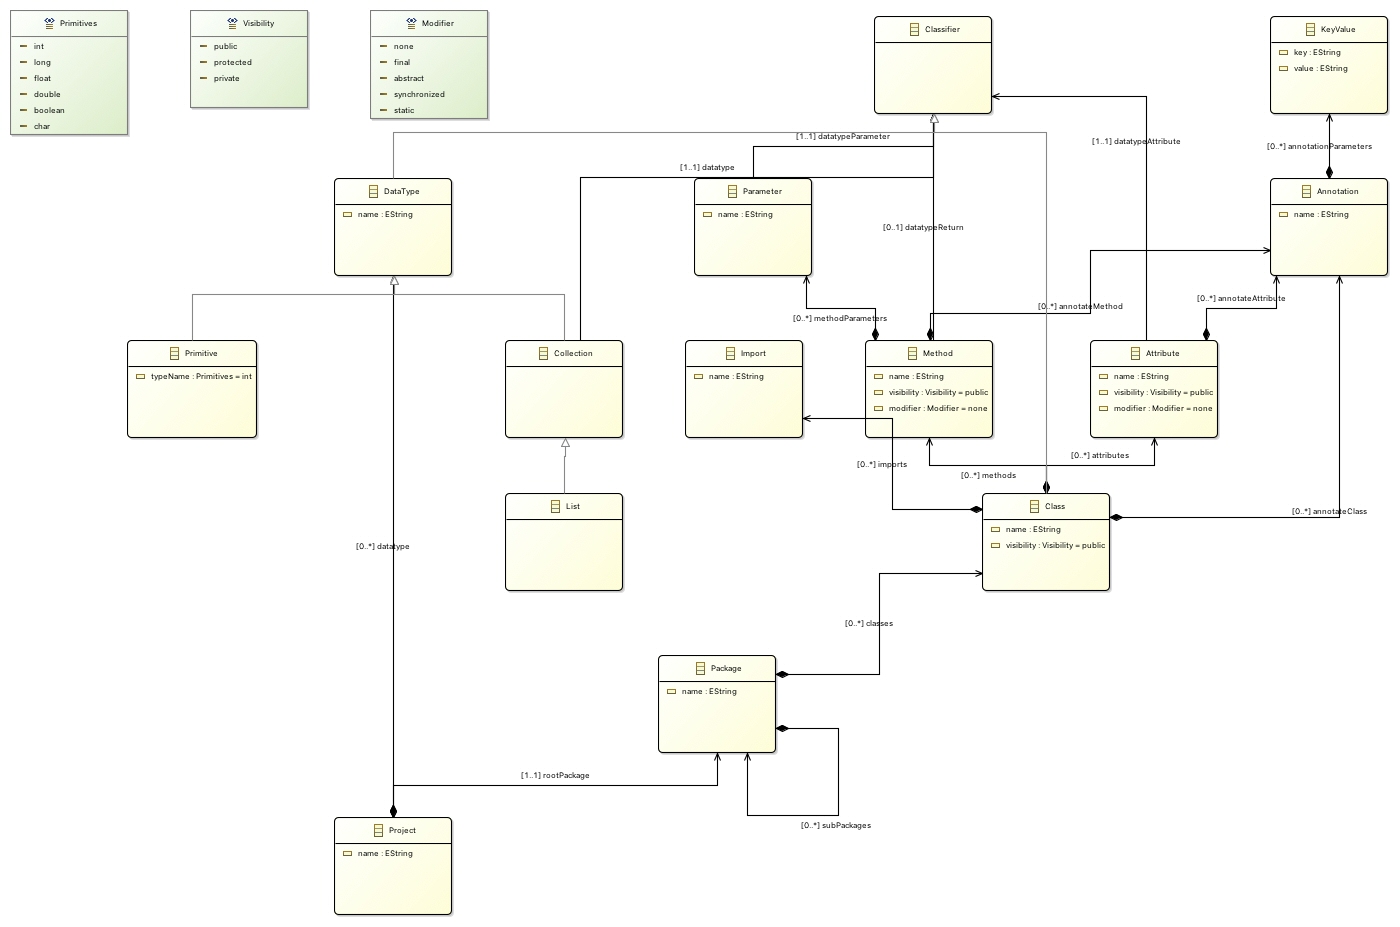 Primitives
int
long
float
double
boolean
char
Visibility
public
protected
private
Modifier
none
final
abstract
synchronized
static
Classifier
KeyValue
key : EString
value : EString
[1..1] datatypeParameter
[1..1] datatypeAttribute
[0..*] annotationParameters
[1..1] datatype
DataType
name : EString
Parameter
name : EString
[0..1] datatypeReturn
Annotation
name : EString
[0..*] methodParameters
[0..*] annotateMethod
[0..*] annotateAttribute
Primitive
typeName : Primitives = int
Collection
Import
name : EString
Method
name : EString
visibility : Visibility = public
modifier : Modifier = none
Attribute
name : EString
visibility : Visibility = public
modifier : Modifier = none
[0..*] imports
[0..*] methods
[0..*] attributes
List
Class
name : EString
visibility : Visibility = public
[0..*] annotateClass
[0..*] datatype
[0..*] classes
Package
name : EString
[1..1] rootPackage
[0..*] subPackages
Project
name : EString